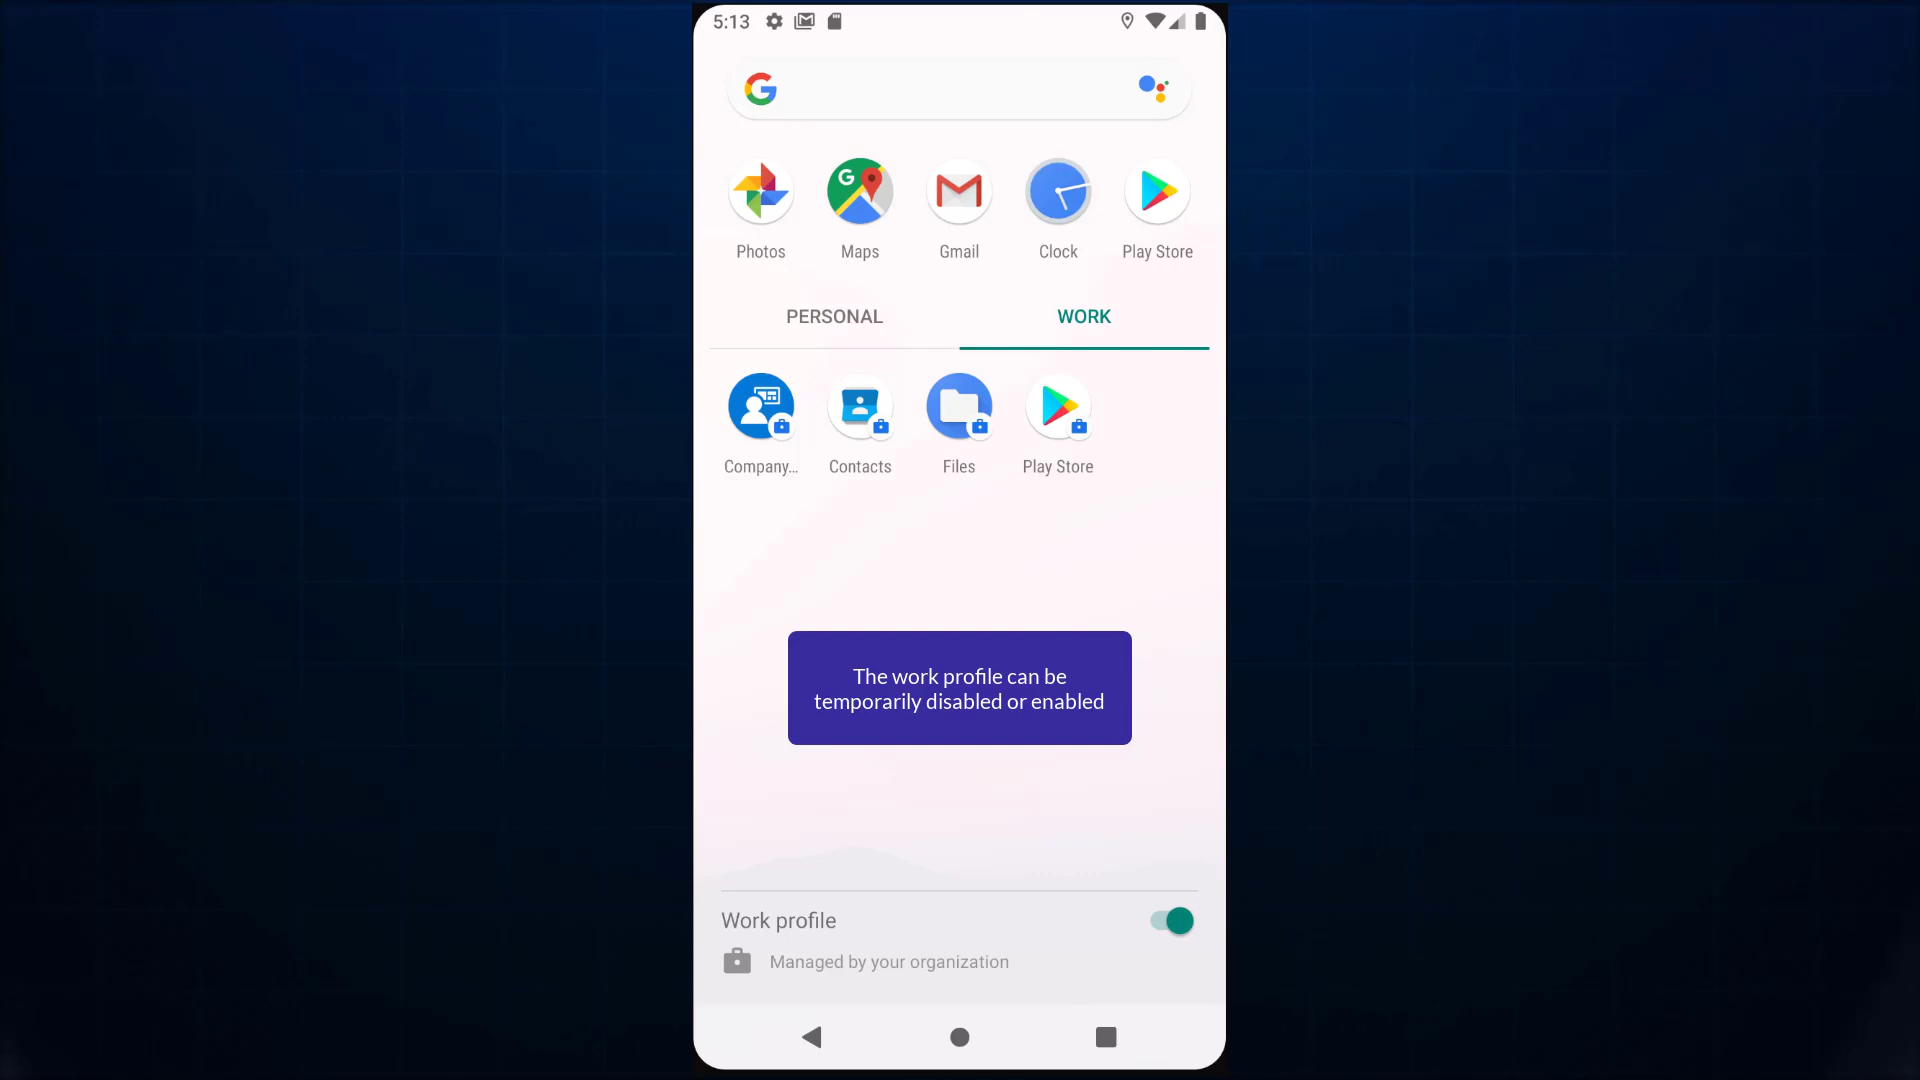 5:13
Photos
Maps
Gmail
Clock
Play Store
PERSONAL
WORK
Company...
Contacts
Files
Play Store
The work profile can be
temporarily disabled or enabled
Work profile
Managed by your organization